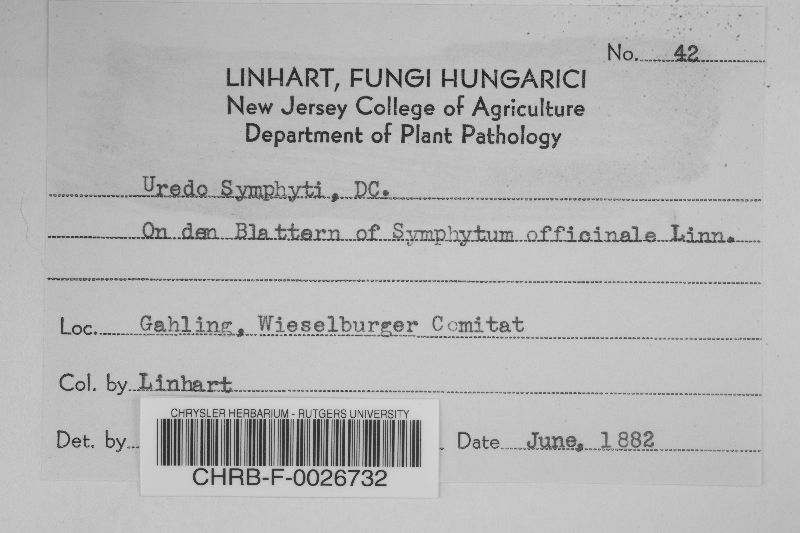 No. 42
LINHART, FUNGI HUNGARICI
New Jersey College of Agriculture
Department of Plant Pathology
Uredo Symphyti, DC.
On den Blattern of Symphytum officinale Linn.
Loc. Gahling, Wieselburger Comitat
Col. by Linhart
Det. by Date June, 1882
CHRYSLER HERBARIUM - RUTGERS UNIVERSITY
CHRB-F-0026732